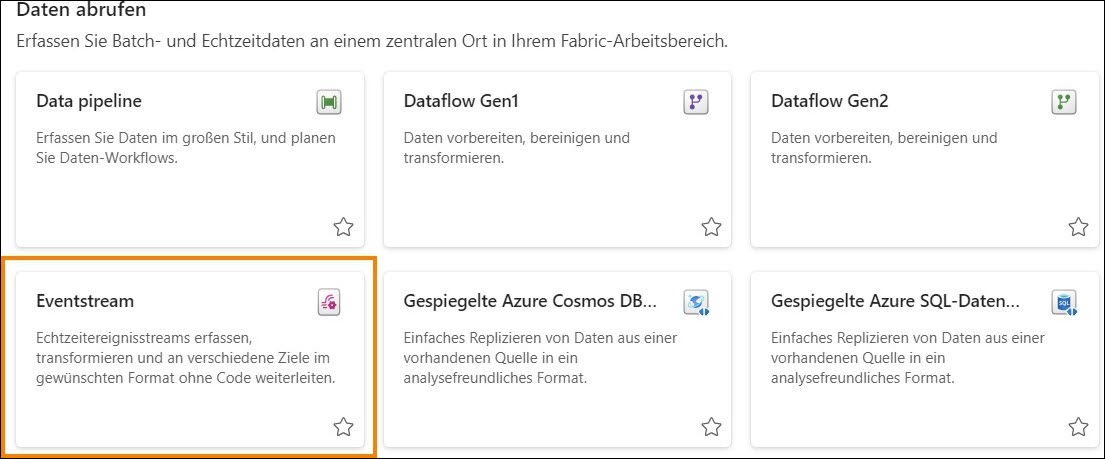 Daten abrufen
Erfassen Sie Batch- und Echtzeitdaten an einem zentralen Ort in Ihrem Fabric-Arbeitsbereich.
Data pipeline
Erfassen Sie Daten im großen Stil, und planen
Sie Daten-Workflows.
Dataflow Gen1
Daten vorbereiten, bereinigen und
transformieren.
Dataflow Gen2
Daten vorbereiten, bereinigen und
transformieren.
Eventstream
Echtzeitereignisstreams erfassen,
transformieren und an verschiedene Ziele im
gewünschten Format ohne Code weiterleiten.
Gespiegelte Azure Cosmos DB...
Einfaches Replizieren von Daten aus einer
vorhandenen Quelle in ein
analysefreundliches Format.
Gespiegelte Azure SQL-Daten...
SQL
Einfaches Replizieren von Daten aus einer
vorhandenen Quelle in ein
analysefreundliches Format.